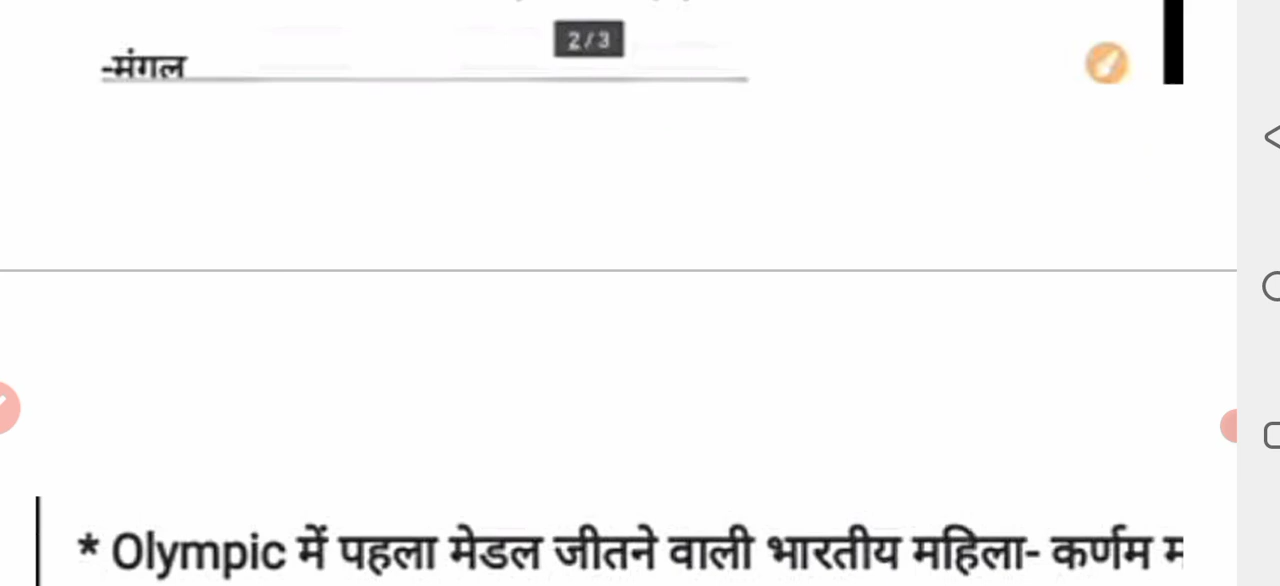 2/3
-मंगल
* Olympic में पहला मेडल जीतने वाली भारतीय महिला- कर्णम